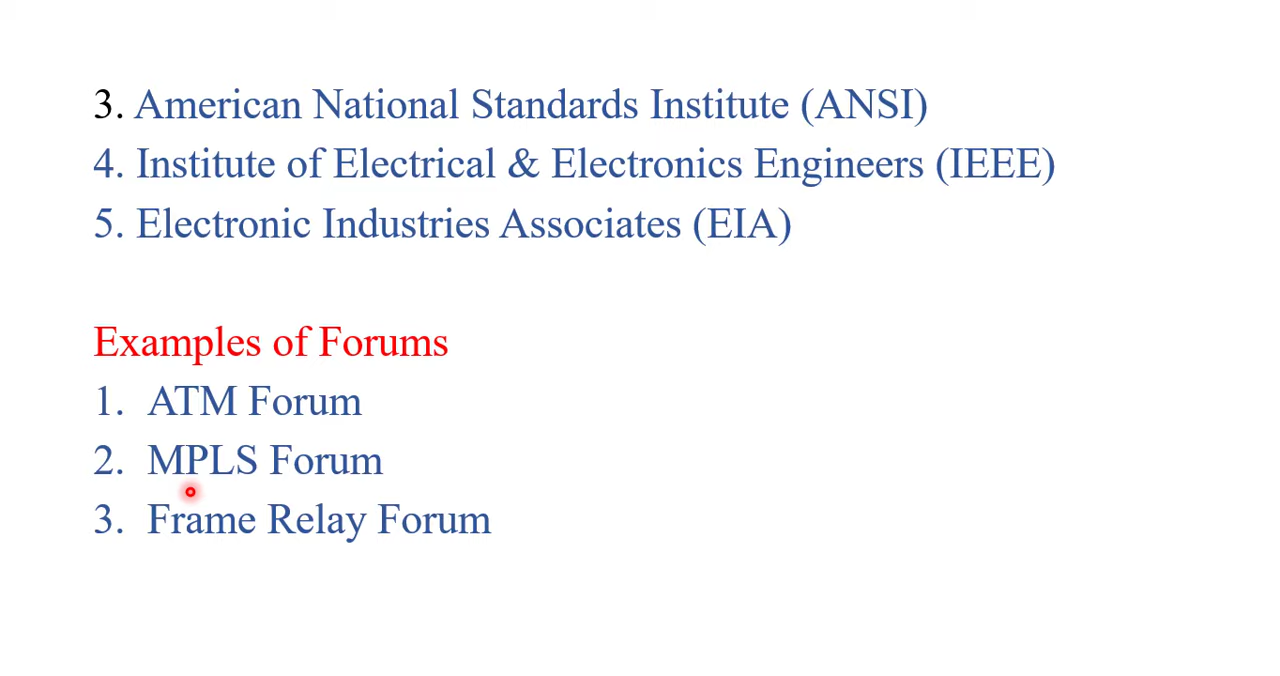 3. American National Standards Institute (ANSI)
4. Institute of Electrical & Electronics Engineers (IEEE)
5. Electronic Industries Associates (EIA)
Examples of Forums
1. ATM Forum
2. MPLS Forum
3. Frame Relay Forum